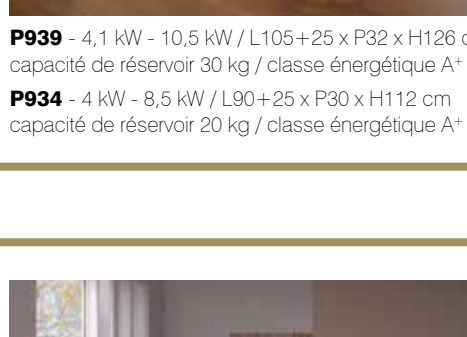 P939 - 4,1 kW - 10,5 kW / L105+25 x P32 x H126
capacité de réservoir 30 kg / classe énergétique A⁺
P934 - 4 kW - 8,5 kW / L90+25 x P30 x H112 cm
capacité de réservoir 20 kg / classe énergétique A⁺